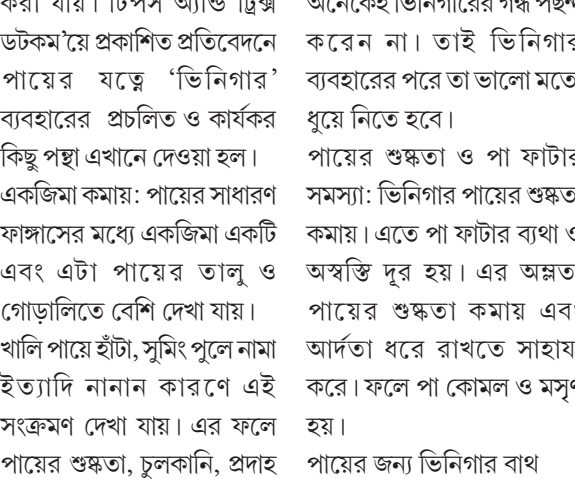 করা যায়। টিপস অ্যান্ড ট্রিক্স
ডটকম’য়ে প্রকাশিত প্রতিবেদনে
পায়ের যত্নে ‘ভিনিগার’
ব্যবহারের প্রচলিত ও কার্যকর
কিছু পন্থা এখানে দেওয়া হল।
একজিমা কমায়: পায়ের সাধারণ
ফাঙ্গাসের মধ্যে একজিমা একটি
এবং এটা পায়ের তালু ও
গোড়ালিতে বেশি দেখা যায়।
খালি পায়ে হাঁটা, সুমিং পুলে নামা
ইত্যাদি নানান কারণে এই
সংক্রমণ দেখা যায়। এর ফলে
পায়ের শুষ্কতা, চুলকানি, প্রদাহ
অনেকেই ভিনিগারের গন্ধ পছন্দ
করেন না। তাই ভিনিগার
ব্যবহারের পরে তা ভালো মতো
ধুয়ে নিতে হবে।
পায়ের শুষ্কতা ও পা ফাটার
সমস্যা: ভিনিগার পায়ের শুষ্কতা
কমায়। এতে পা ফাটার ব্যথা ও
অস্বস্তি দূর হয়। এর অম্লতা
পায়ের শুষ্কতা কমায় এবং
আর্দতা ধরে রাখতে সাহায্য
করে। ফলে পা কোমল ও মসৃণ
হয়।
পায়ের জন্য ভিনিগার বাথ